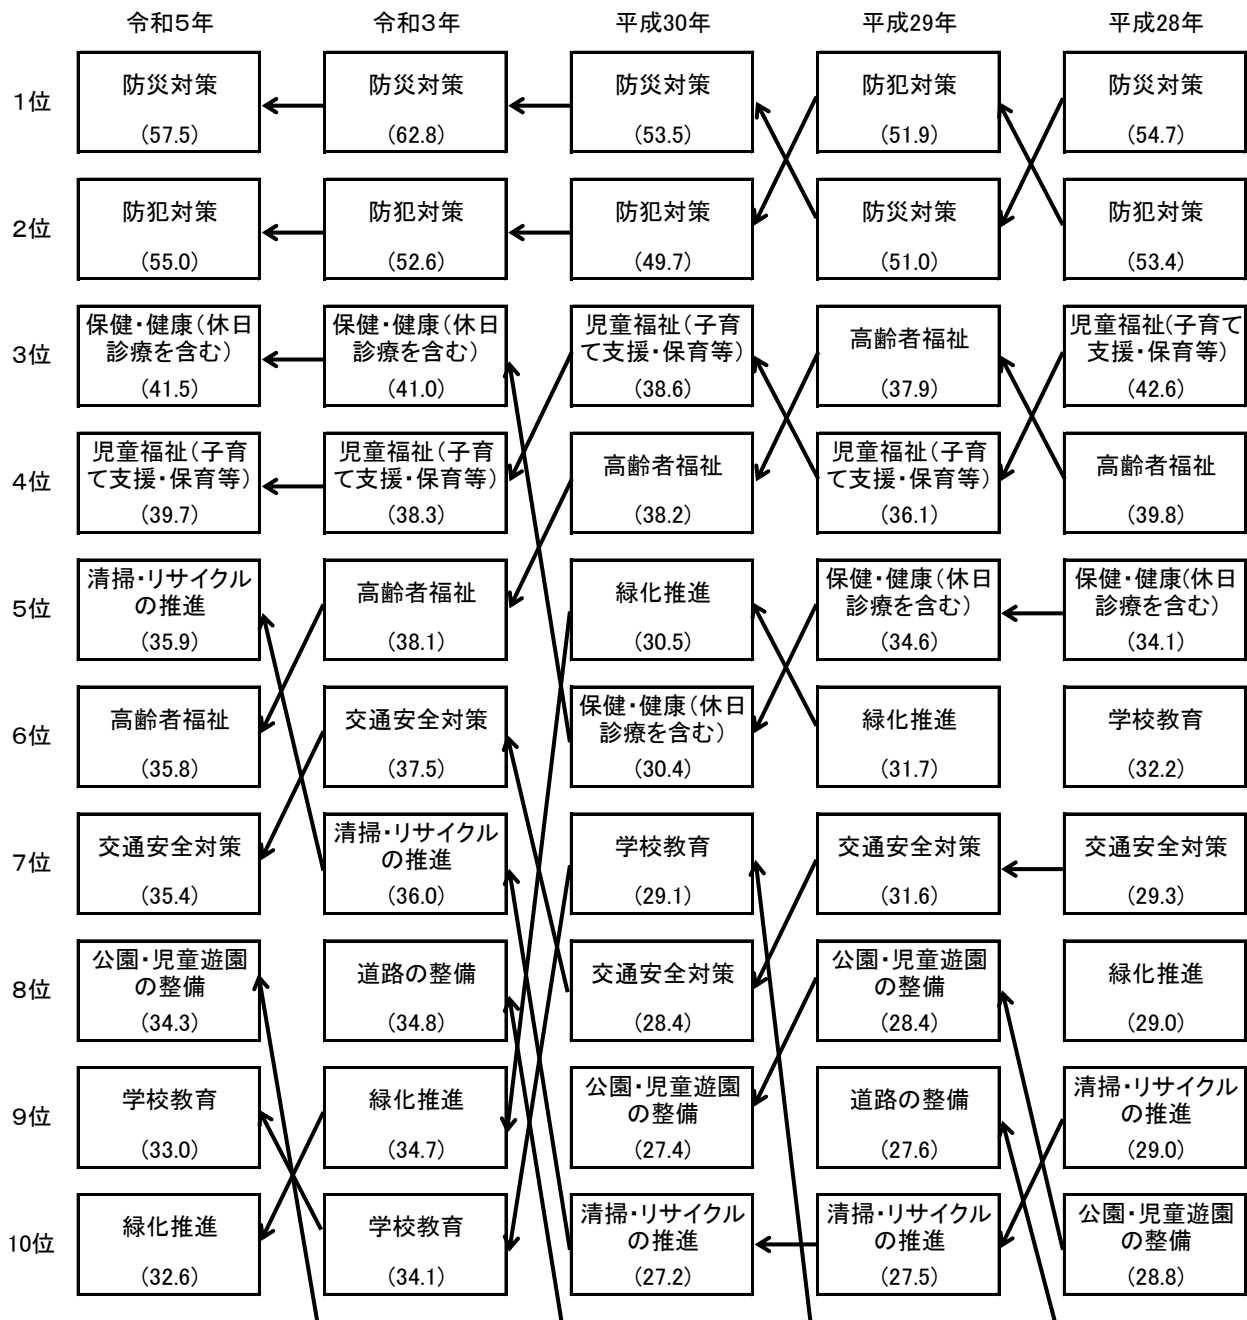 令和5年 令和3年 平成30年 平成29年 平成28年
1位
防災対策
(57.5)
防災対策
(62.8)
防災対策
(53.5)
防犯対策
(51.9)
防災対策
(54.7)
2位
防犯対策
(55.0)
防犯対策
(52.6)
防犯対策
(49.7)
防災対策
(51.0)
防犯対策
(53.4)
3位
保健・健康(休日
診療を含む)
(41.5)
保健・健康(休日
診療を含む)
(41.0)
児童福祉(子育
て支援・保育等)
(38.6)
高齢者福祉
(37.9)
児童福祉(子育て
支援・保育等)
(42.6)
4位
児童福祉(子育
て支援・保育等)
(39.7)
児童福祉(子育
て支援・保育等)
(38.3)
高齢者福祉
(38.2)
児童福祉(子育
て支援・保育等)
(36.1)
高齢者福祉
(39.8)
5位
清掃・リサイクル
の推進
(35.9)
高齢者福祉
(38.1)
緑化推進
(30.5)
保健・健康(休日
診療を含む)
(34.6)
保健・健康(休日
診療を含む)
(34.1)
6位
高齢者福祉
(35.8)
交通安全対策
(37.5)
保健・健康(休日
診療を含む)
(30.4)
緑化推進
(31.7)
学校教育
(32.2)
7位
交通安全対策
(35.4)
清掃・リサイクル
の推進
(36.0)
学校教育
(29.1)
交通安全対策
(31.6)
交通安全対策
(29.3)
8位
公園・児童遊園
の整備
(34.3)
道路の整備
(34.8)
交通安全対策
(28.4)
公園・児童遊園
の整備
(28.4)
緑化推進
(29.0)
9位
学校教育
(33.0)
緑化推進
(34.7)
公園・児童遊園
の整備
(27.4)
道路の整備
(27.6)
清掃・リサイクル
の推進
(29.0)
10位
緑化推進
(32.6)
学校教育
(34.1)
清掃・リサイクル
の推進
(27.2)
清掃・リサイクル
の推進
(27.5)
公園・児童遊園
の整備
(28.8)